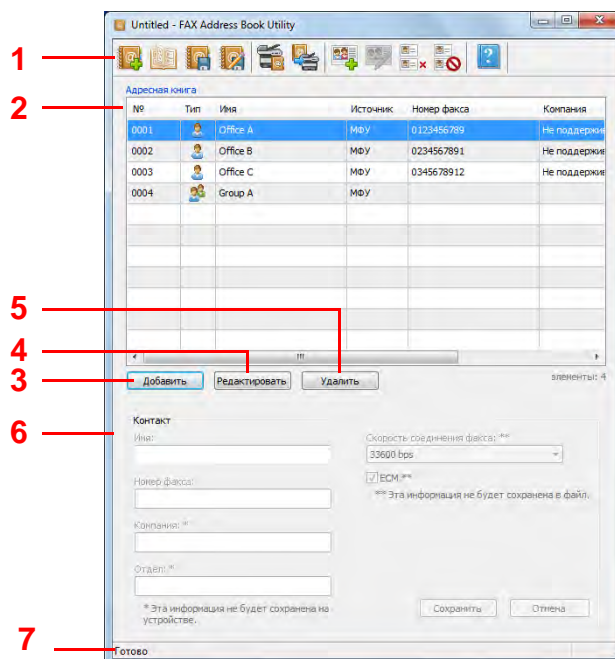 Untitled - FAX Address Book Utility
1
Адресная книга
2
№ Тип Имя Источник Номер факса Компания
0001 Office A МФУ 0123456789 Не поддержив
0002 Office B МФУ 0234567891 Не поддержив
0003 Office C МФУ 0345678912 Не поддержив
0004 Group A МФУ
5
4
3
Добавить Редактировать Удалить
элементы: 4
6
Контакт
Имя: Скорость соединения факса: **
33600 bps
ECM **
Номер факса: ** Эта информация не будет сохранена в файл.
Компания: *
Отдел: *
* Эта информация не будет сохранена на
устройстве.
Сохранить Отмена
7
Готово